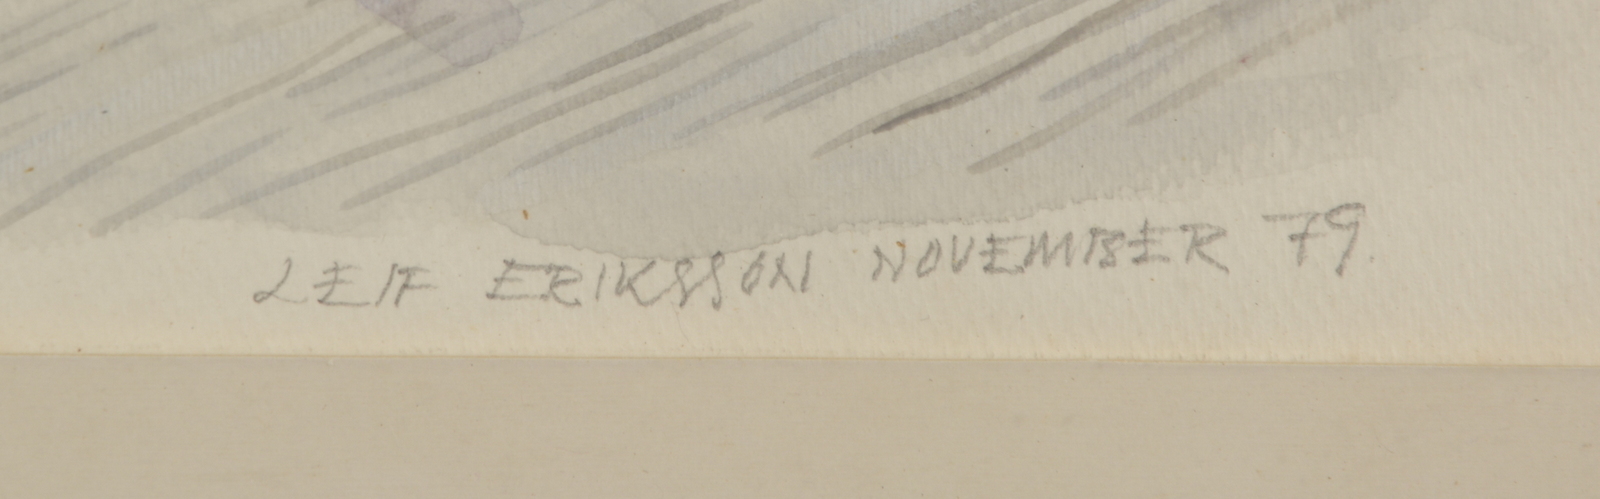 LEIF ERIKSSON NOVEMBER 79.